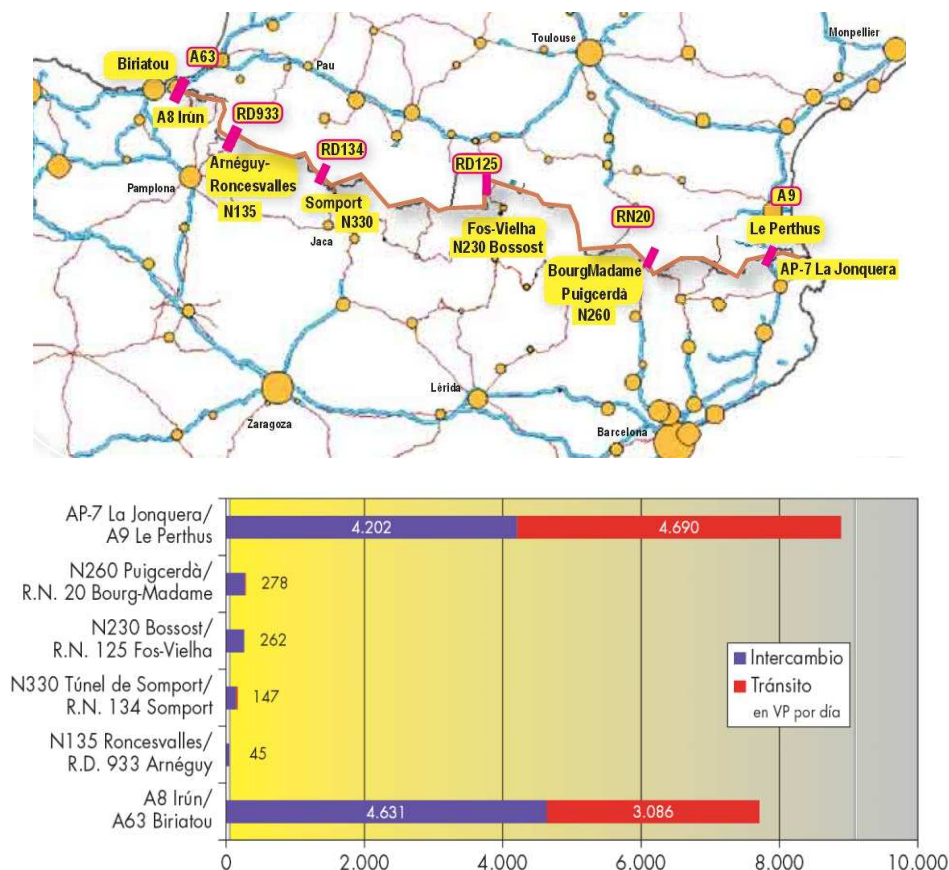 Toulouse
Montpellier
Biriatou
A63
Pau
A8 Irún
RD933
RD134
RD125
Arnéguy-
Roncesvalles
N135
Pamplona
Somport
N330
Jaca
Fos-Vielha
N230 Bossost
RN20
A9
Le Perthus
BourgMadame
Puigcerdà
N260
AP-7 La Jonquera
Zaragoza
Lérida
Barcelona
AP-7 La Jonquera/
A9 Le Perthus
4.202
4.690
N260 Puigcerdà/
R.N. 20 Bourg-Madame
278
N230 Bossost/
R.N. 125 Fos-Vielha
262
N330 Túnel de Somport/
R.N. 134 Somport
147
N135 Roncesvalles/
R.D. 933 Arnéguy
45
A8 Irún/
A63 Biriatou
4.631
3.086
Intercambio
Tránsito
en VP por día
0
2.000
4.000
6.000
8.000
10.000